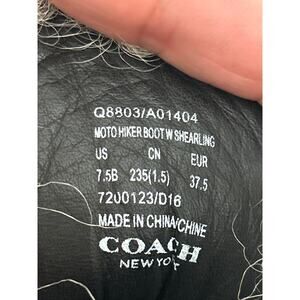 Q8803/A01404
MOTO HIKER BOOT W SHEARLING
US CN EUR
7.5B 235(1.5) 37.5
7200123/D16
MADE IN CHINA/CHINE
COACH
NEW YORK